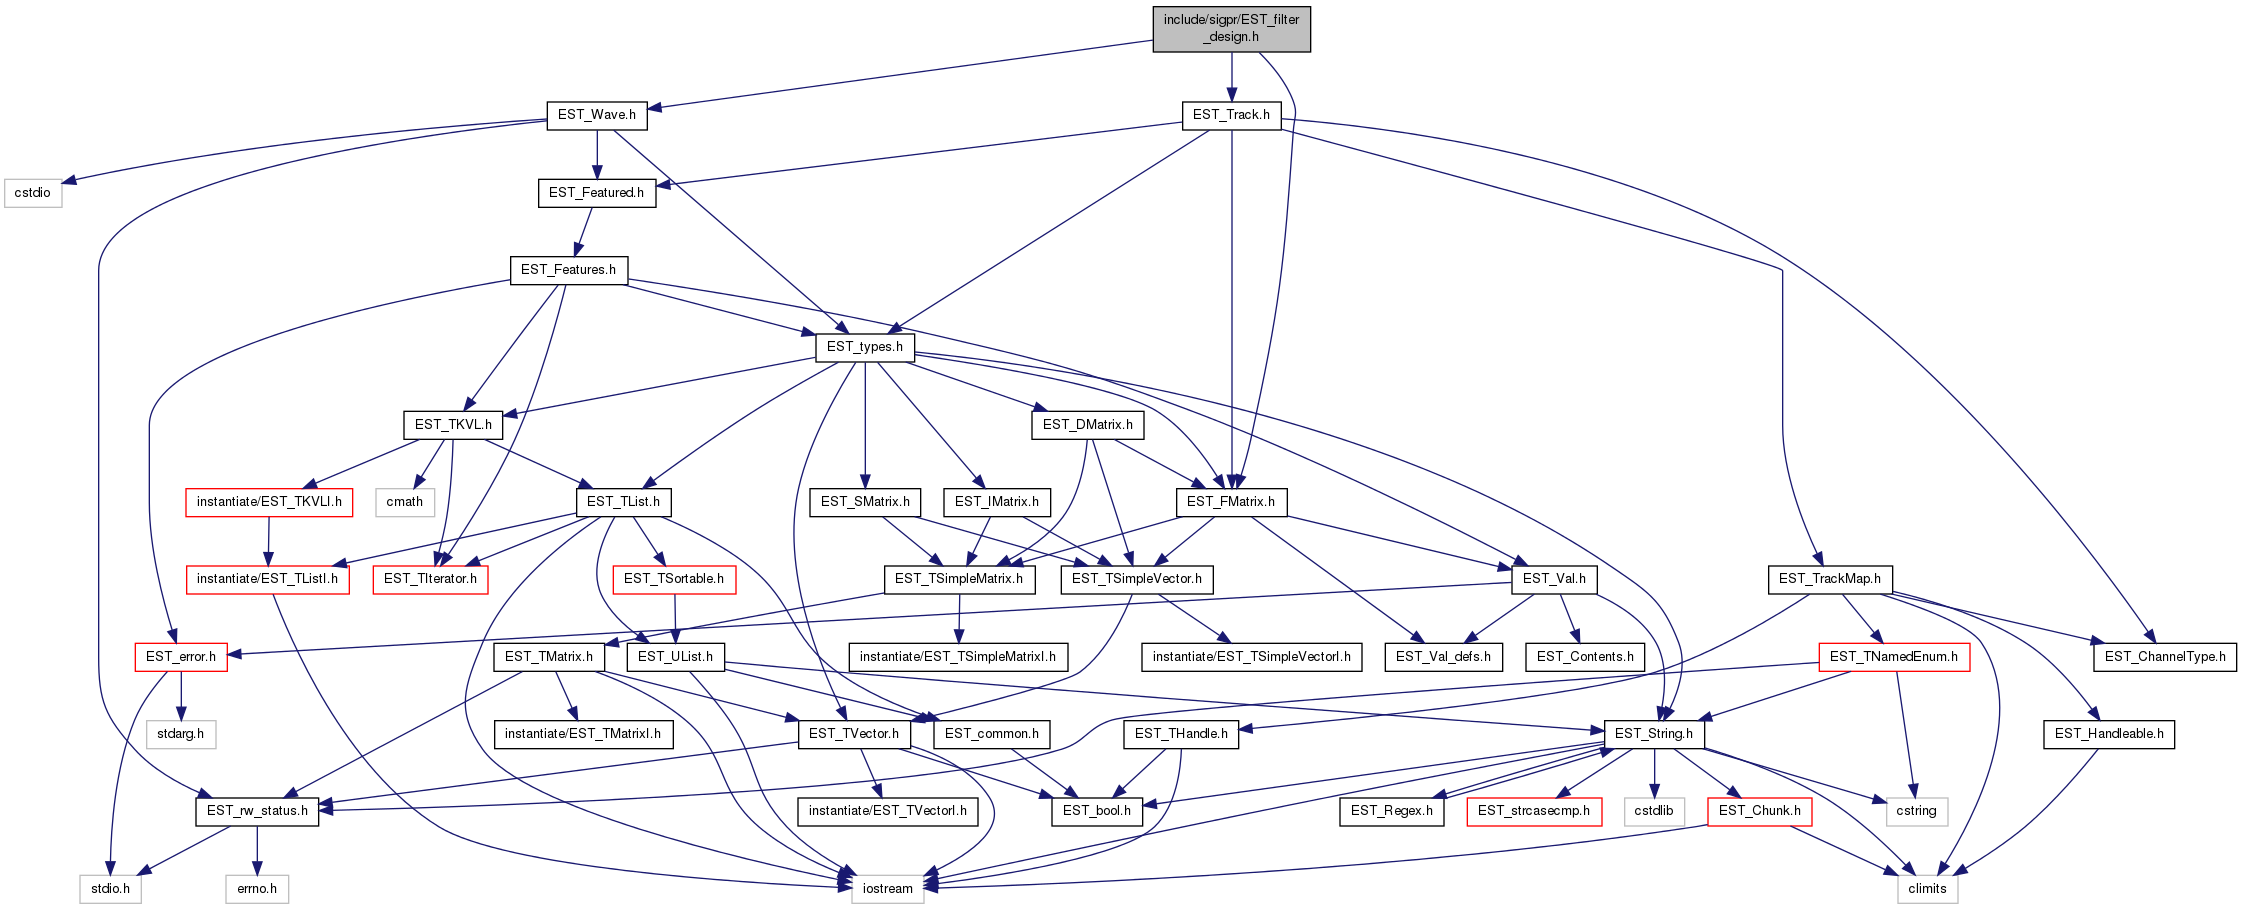 include/sigpr/EST_filter
_design.h
EST_Wave.h
EST_Track.h
cstdio
EST_Featured.h
EST_Features.h
EST_types.h
EST_TKVL.h
EST_DMatrix.h
instantiate/EST_TKVLI.h
cmath
EST_TList.h
EST_SMatrix.h
EST_IMatrix.h
EST_FMatrix.h
instantiate/EST_TListI.h
EST_TIterator.h
EST_TSortable.h
EST_TSimpleMatrix.h
EST_TSimpleVector.h
EST_Val.h
EST_TrackMap.h
EST_error.h
EST_TMatrix.h
EST_UList.h
instantiate/EST_TSimpleMatrixI.h
instantiate/EST_TSimpleVectorI.h
EST_Val_defs.h
EST_Contents.h
EST_TNamedEnum.h
EST_ChannelType.h
stdarg.h
instantiate/EST_TMatrixI.h
EST_TVector.h
EST_common.h
EST_THandle.h
EST_String.h
EST_Handleable.h
EST_rw_status.h
instantiate/EST_TVectorI.h
EST_bool.h
EST_Regex.h
EST_strcasecmp.h
cstdlib
EST_Chunk.h
cstring
stdio.h
errno.h
iostream
climits